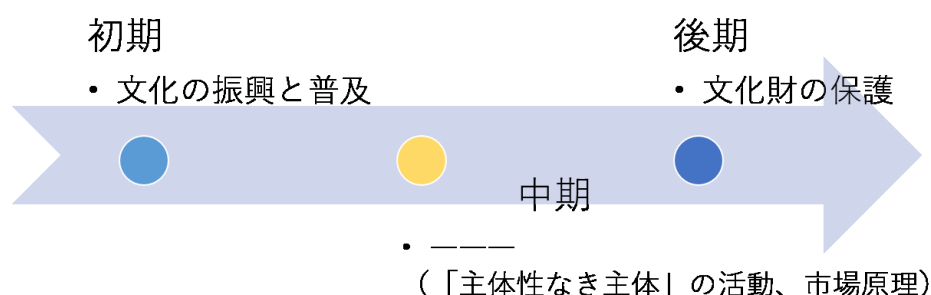 初期
• 文化の振興と普及
後期
• 文化財の保護
中期
• ―――
(「主体性なき主体」の活動、市場原理)